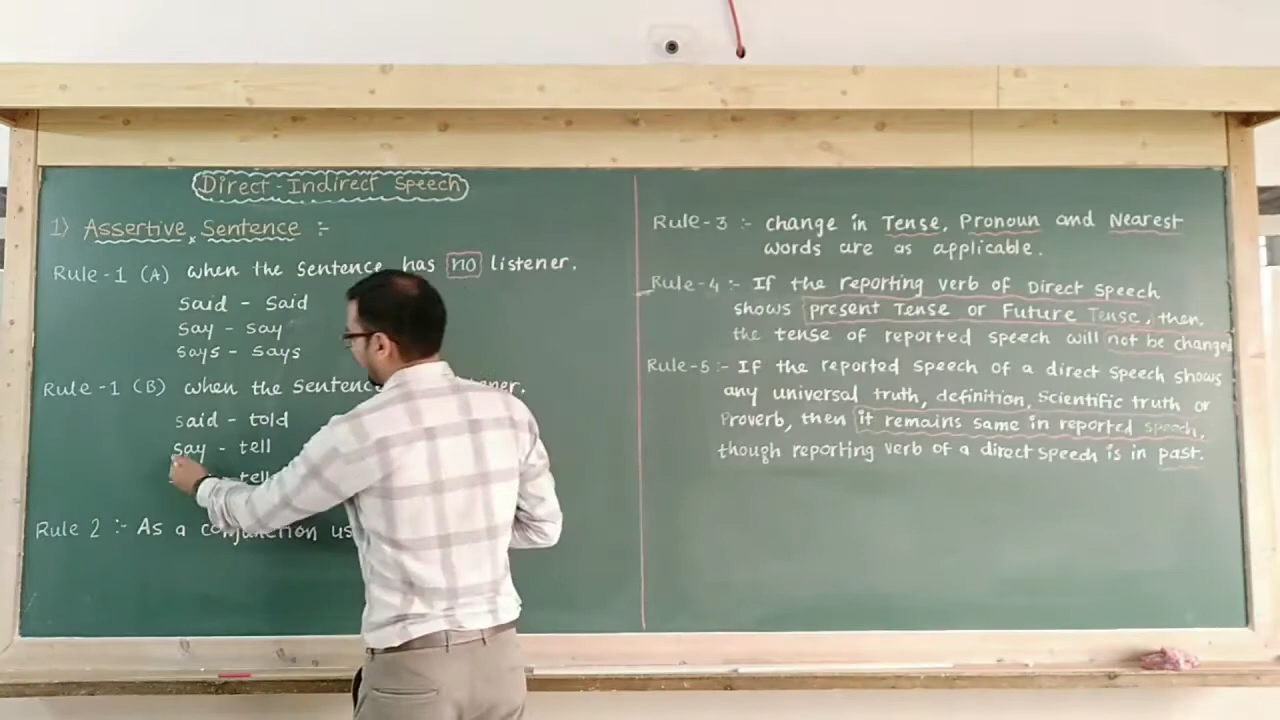 Direct-Indirect Speech
1) Assertive Sentence :-
Rule-1 (A) when the Sentence has no listener.
said - said
say - say
says - says
Rule-1 (B) when the Sentence
said - told
say - tell
Rule 2 :- As a conjunction
Rule-3 :- change in Tense, Pronoun and Nearest
words are as applicable.
Rule-4 :- If the reporting verb of Direct speech
shows present Tense or Future Tense, then
the tense of reported speech will not be changed
Rule-5 :- If the reported speech of a direct speech shows
any universal truth, definition, Scientific truth or
Proverb, then it remains same in reported speech,
though reporting verb of a direct speech is in past.